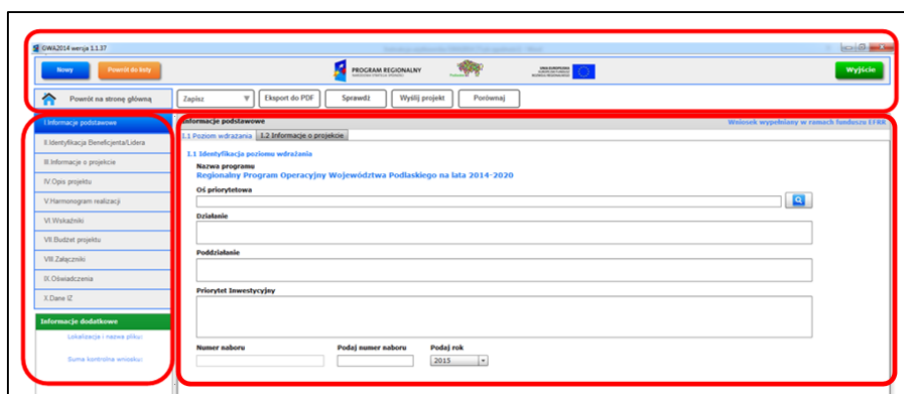 GWA2014 wersja 1.1.37
Nowy
Powrót do listy
PROGRAM REGIONALNY
UNIA EUROPEJSKA
Wyjście
Powrót na stronę główną
Zapisz
Eksport do PDF
Sprawdź
Wyślij projekt
Porównaj
I.Informacje podstawowe
II.Identyfikacja Beneficjenta/Lidera
III.Informacje o projekcie
IV.Opis projektu
V.Harmonogram realizacji
VI.Wskaźniki
VII.Budżet projektu
VIII.Załączniki
IX.Oświadczenia
X.Dane IZ
Informacje dodatkowe
Lokalizacja i nazwa pliku:
Suma kontrolna wniosku:
Informacje podstawowe
Wniosek wypełniany w ramach funduszu EFRR
I.1 Poziom wdrażania
I.2 Informacje o projekcie
I.1 Identyfikacja poziomu wdrażania
Nazwa programu
Regionalny Program Operacyjny Województwa Podlaskiego na lata 2014-2020
Oś priorytetowa
Działanie
Poddziałanie
Priorytet Inwestycyjny
Numer naboru
Podaj numer naboru
Podaj rok
2015